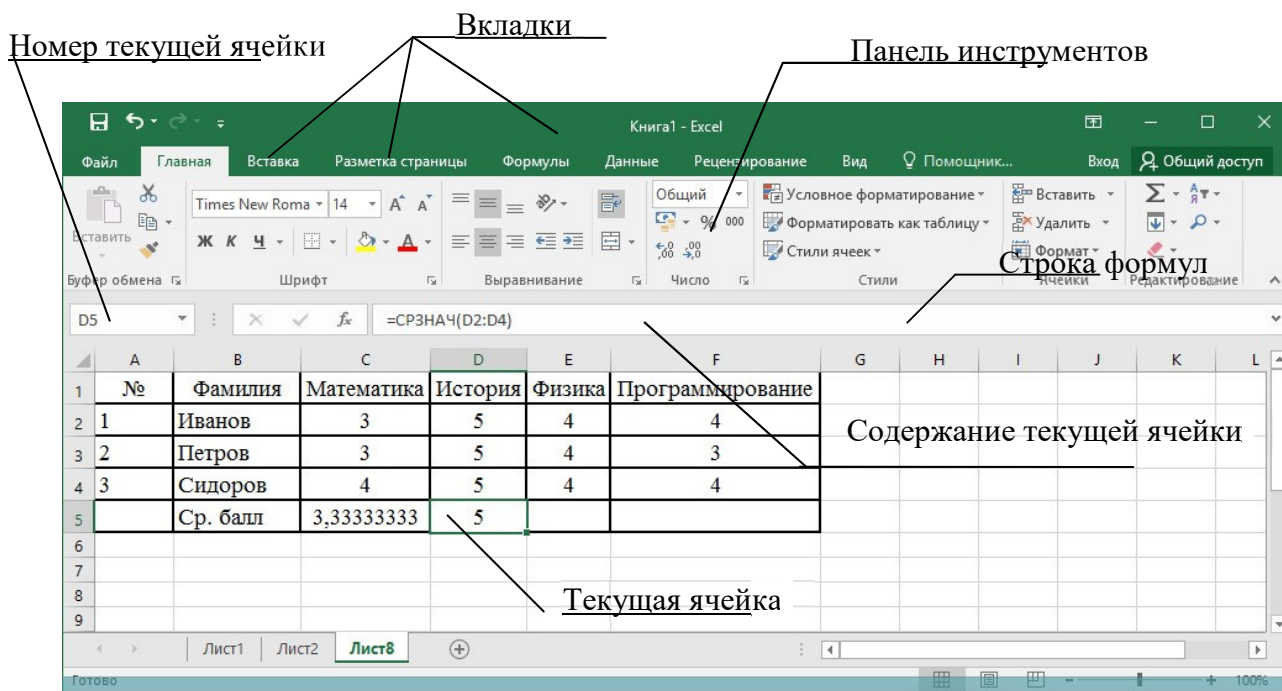 Вкладки
Номер текущей ячейки
Панель инструментов
Книга1 - Excel
Файл Главная Вставка Разметка страницы Формулы Данные Рецензирование Вид Помощник... Вход Общий доступ
Times New Roma 14 Общий Условное форматирование Вставить
% 000 Форматировать как таблицу Удалить
Вставить Ж К Ч Стили ячеек Формат
Строка формул
Буфер обмена Шрифт Выравнивание Число Стили Ячейки Редактирование
D5 fx =СРЗНАЧ(D2:D4)
A B C D E F G H I J K L
1 № Фамилия Математика История Физика Программирование
2 1 Иванов 3 5 4 4
Содержание текущей ячейки
3 2 Петров 3 5 4 3
4 3 Сидоров 4 5 4 4
5 Ср. балл 3,33333333 5
6
7
8
Текущая ячейка
9
Лист1 Лист2 Лист8
Готово 100%